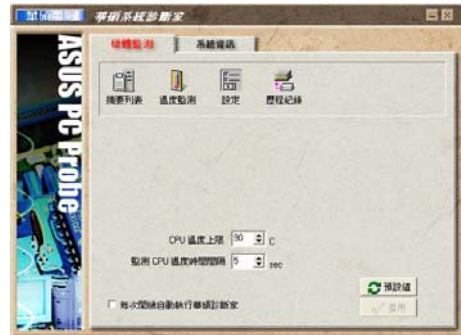 華碩系統診斷家
ASUS PC Probe
硬體監測 系統資訊
摘要列表 溫度監測 設定 歷程紀錄
CPU 溫度上限 90 C
監測 CPU 溫度時間間隔 5 sec
每次開機自動執行華碩診斷家
預設值
套用